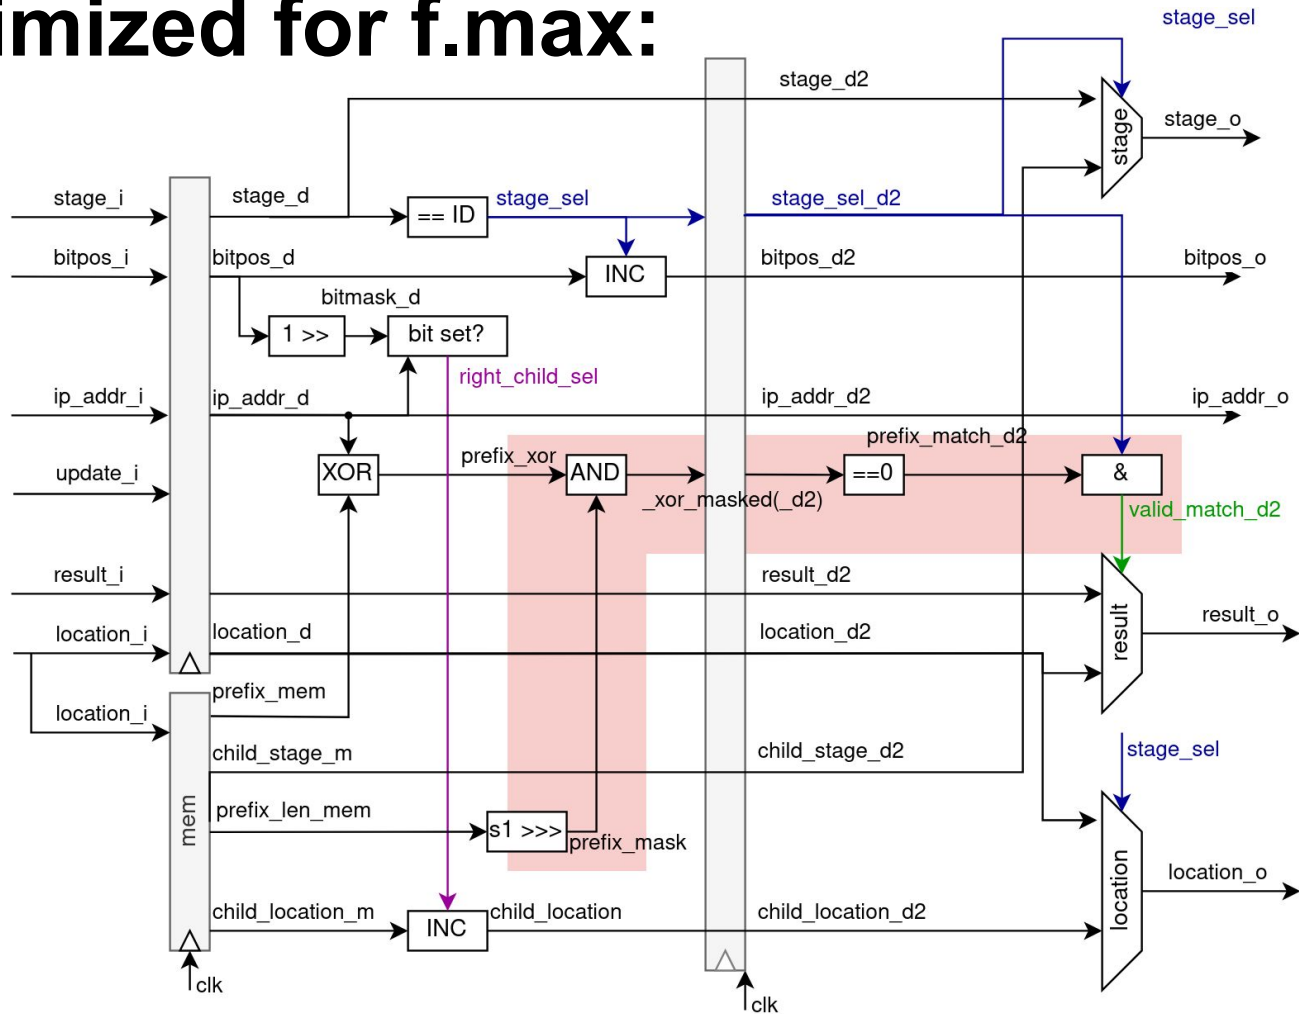 imized for f.max:
stage_sel
stage_d2
stage_o
stage
stage_i
stage_d
== ID
stage_sel
stage_sel_d2
bitpos_i
bitpos_d
INC
bitpos_d2
bitpos_o
bitmask_d
1 >>
bit set?
right_child_sel
ip_addr_i
ip_addr_d
ip_addr_d2
ip_addr_o
prefix_match_d2
update_i
XOR
prefix_xor
AND
_xor_masked(_d2)
==0
&
valid_match_d2
result_i
result_d2
result_o
result
location_i
location_d
location_d2
location_i
prefix_mem
child_stage_m
child_stage_d2
stage_sel
mem
prefix_len_mem
s1 >>>
prefix_mask
location
location_o
child_location_m
INC
child_location
child_location_d2
clk
clk